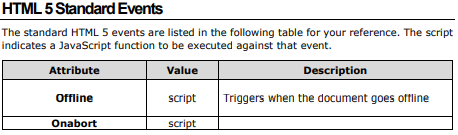 HTML 5 Standard Events
The standard HTML 5 events are listed in the following table for your reference. The script
indicates a JavaScript function to be executed against that event.
Attribute Value Description
Offline script Triggers when the document goes offline
Onabort script